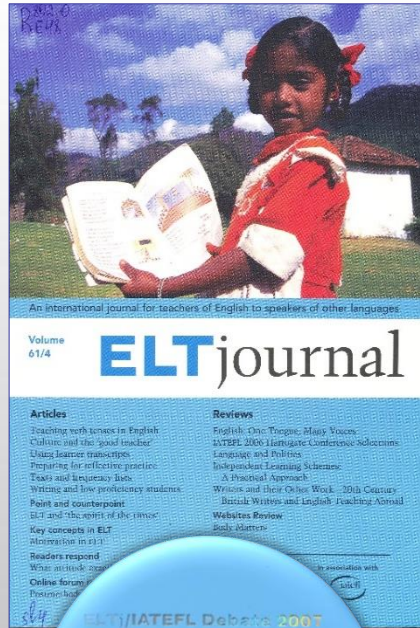 An international journal for teachers of English to speakers of other languages
Volume
61/4
ELT journal
Articles
Teaching verb tenses in English
Culture and the 'good teacher'
Using learner transcripts
Preparing for reflective practice
Texts and frequency lists
Writing and low proficiency students
Point and counterpoint
ELT and 'the spirit of the times'
Key concepts in ELT
Motivation in ELT
Readers respond
What attitude
Online forum
Reviews
English: One Tongue, Many Voices
IATEFL 2006 Harrogate Conference Selections
Language and Politics
Independent Learning Schemes:
A Practical Approach
Writers and their Other Work - 20th Century
British Writers and English Teaching Abroad
Websites Review
Body Matters
in association with
iatefl
ELTJ/IATEFL Debate 2007